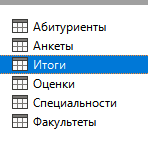 Абитуриенты
Анкеты
Итоги
Оценки
Специальности
Факультеты